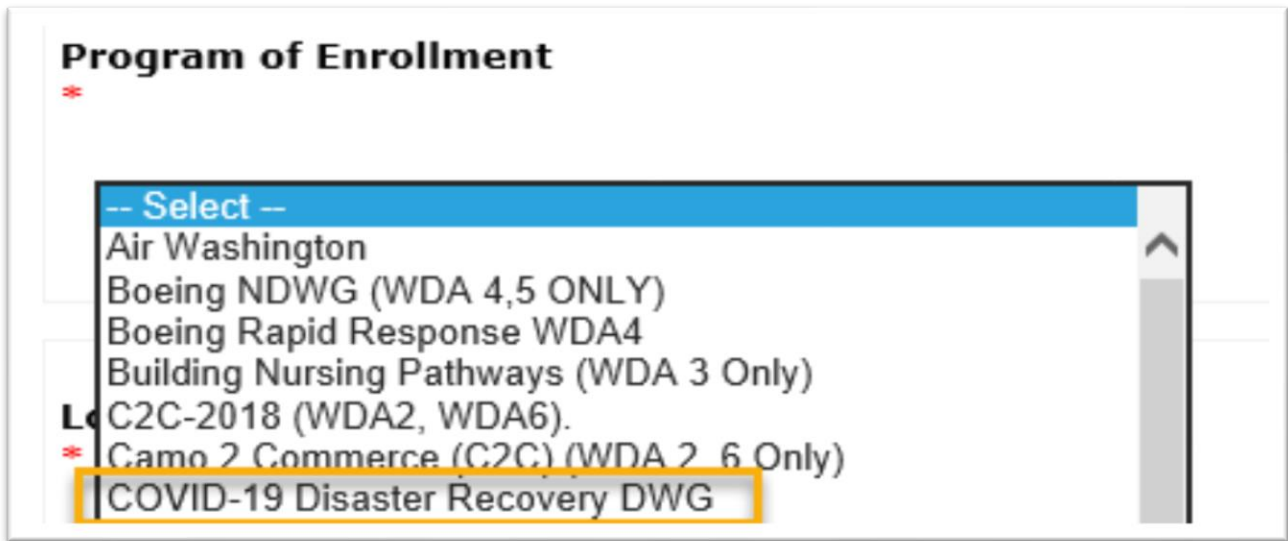 Program of Enrollment
*
-- Select --
Air Washington
Boeing NDWG (WDA 4,5 ONLY)
Boeing Rapid Response WDA4
Building Nursing Pathways (WDA 3 Only)
C2C-2018 (WDA2, WDA6).
* Camo 2 Commerce (C2C) (WDA 2, 6 Only)
COVID-19 Disaster Recovery DWG